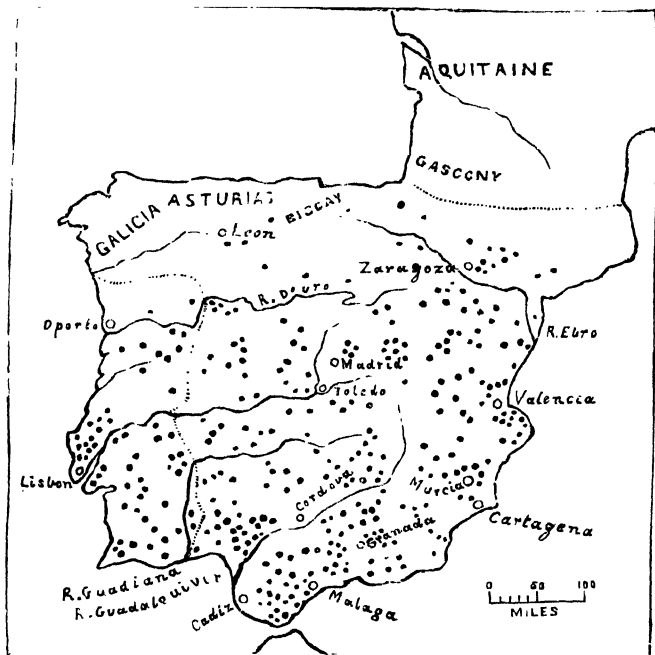 AQUITAINE
GASCONY
GALICIA ASTURIAS
BISCAY
Leon
Zaragoza
R. Douro
Oporto
R. Ebro
Madrid
Toledo
Valencia
Lisbon
Cordova
Murcia
Cartagena
Granada
R. Guadiana
R. Guadalquivir
Cadiz
Malaga
0 50 100
MILES